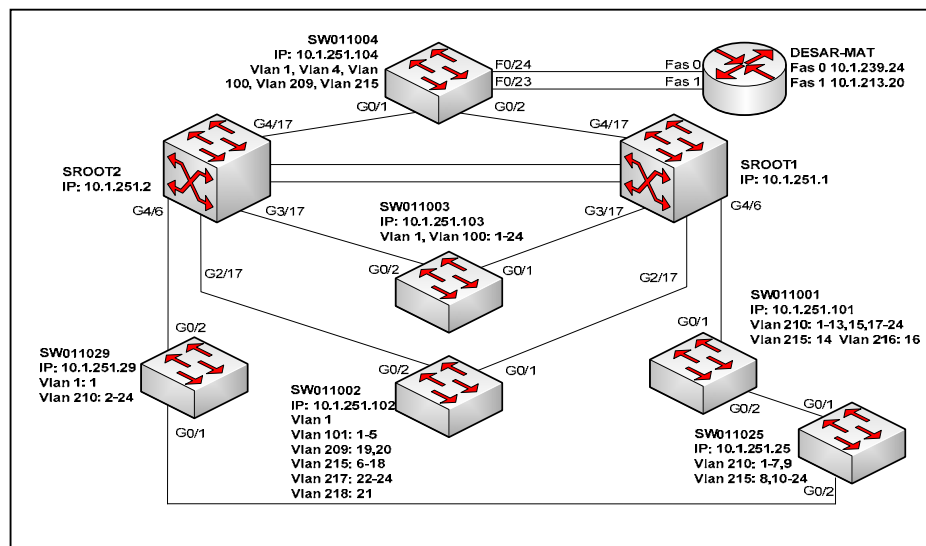 SW011004
IP: 10.1.251.104
Vlan 1, Vlan 4, Vlan
100, Vlan 209, Vlan 215
F0/24
F0/23
Fas 0
Fas 1
DESAR-MAT
Fas 0 10.1.239.24
Fas 1 10.1.213.20
G0/1
G0/2
G4/17
G4/17
SROOT2
IP: 10.1.251.2
SROOT1
IP: 10.1.251.1
G4/6
G3/17
G3/17
G4/6
SW011003
IP: 10.1.251.103
Vlan 1, Vlan 100: 1-24
G0/2
G0/1
G2/17
G2/17
SW011001
IP: 10.1.251.101
Vlan 210: 1-13,15,17-24
Vlan 215: 14 Vlan 216: 16
G0/1
G0/2
SW011029
IP: 10.1.251.29
Vlan 1: 1
Vlan 210: 2-24
G0/2
G0/1
SW011002
IP: 10.1.251.102
Vlan 1
Vlan 101: 1-5
Vlan 209: 19,20
Vlan 215: 6-18
Vlan 217: 22-24
Vlan 218: 21
G0/2
G0/1
SW011025
IP: 10.1.251.25
Vlan 210: 1-7,9
Vlan 215: 8,10-24
G0/1
G0/2